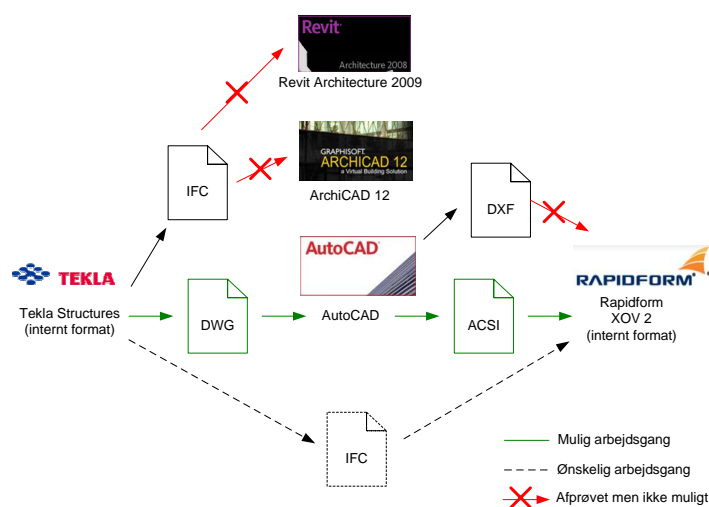 Revit
Architecture 2008
Revit Architecture 2009
GRAPHISOFT
ARCHICAD 12
a Virtual Building Solution
ArchiCAD 12
IFC
DXF
AutoCAD
AutoCAD
TEKLA
Tekla Structures
(internt format)
DWG
ACSI
RAPIDFORM
Rapidform
XOV 2
(internt format)
IFC
Mulig arbejdsgang
Ønskelig arbejdsgang
Afprøvet men ikke muligt